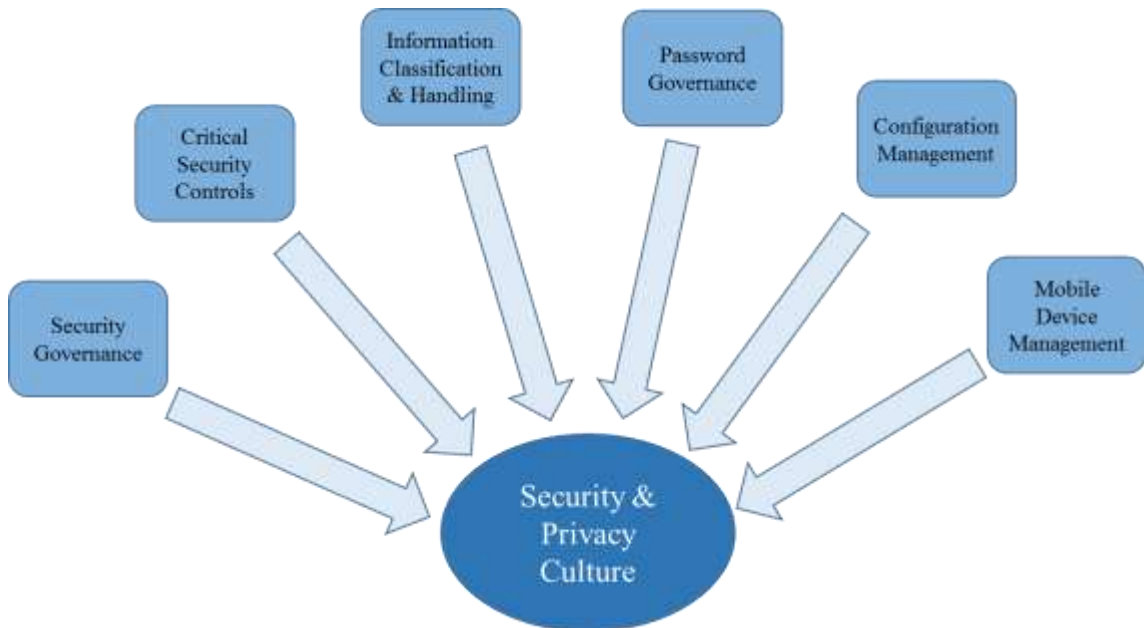 Information
Classification
& Handling
Password
Governance
Critical
Security
Controls
Configuration
Management
Security
Governance
Mobile
Device
Management
Security &
Privacy
Culture